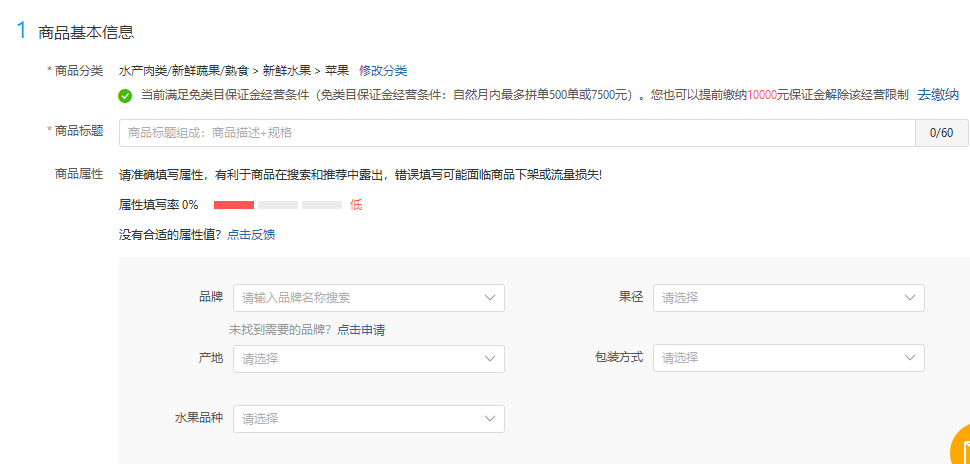 1 商品基本信息
* 商品分类 水产肉类/新鲜蔬果/熟食 > 新鲜水果 > 苹果 修改分类
当前满足免类目保证金经营条件（免类目保证金经营条件：自然月内最多拼单500单或7500元）。您也可以提前缴纳10000元保证金解除该经营限制 去缴纳
* 商品标题 商品标题组成：商品描述+规格 0/60
商品属性 请准确填写属性，有利于商品在搜索和推荐中露出，错误填写可能面临商品下架或流量损失!
属性填写率 0% 低
没有合适的属性值？点击反馈
品牌 请输入品牌名称搜索 果径 请选择
未找到需要的品牌？点击申请
产地 请选择 包装方式 请选择
水果品种 请选择